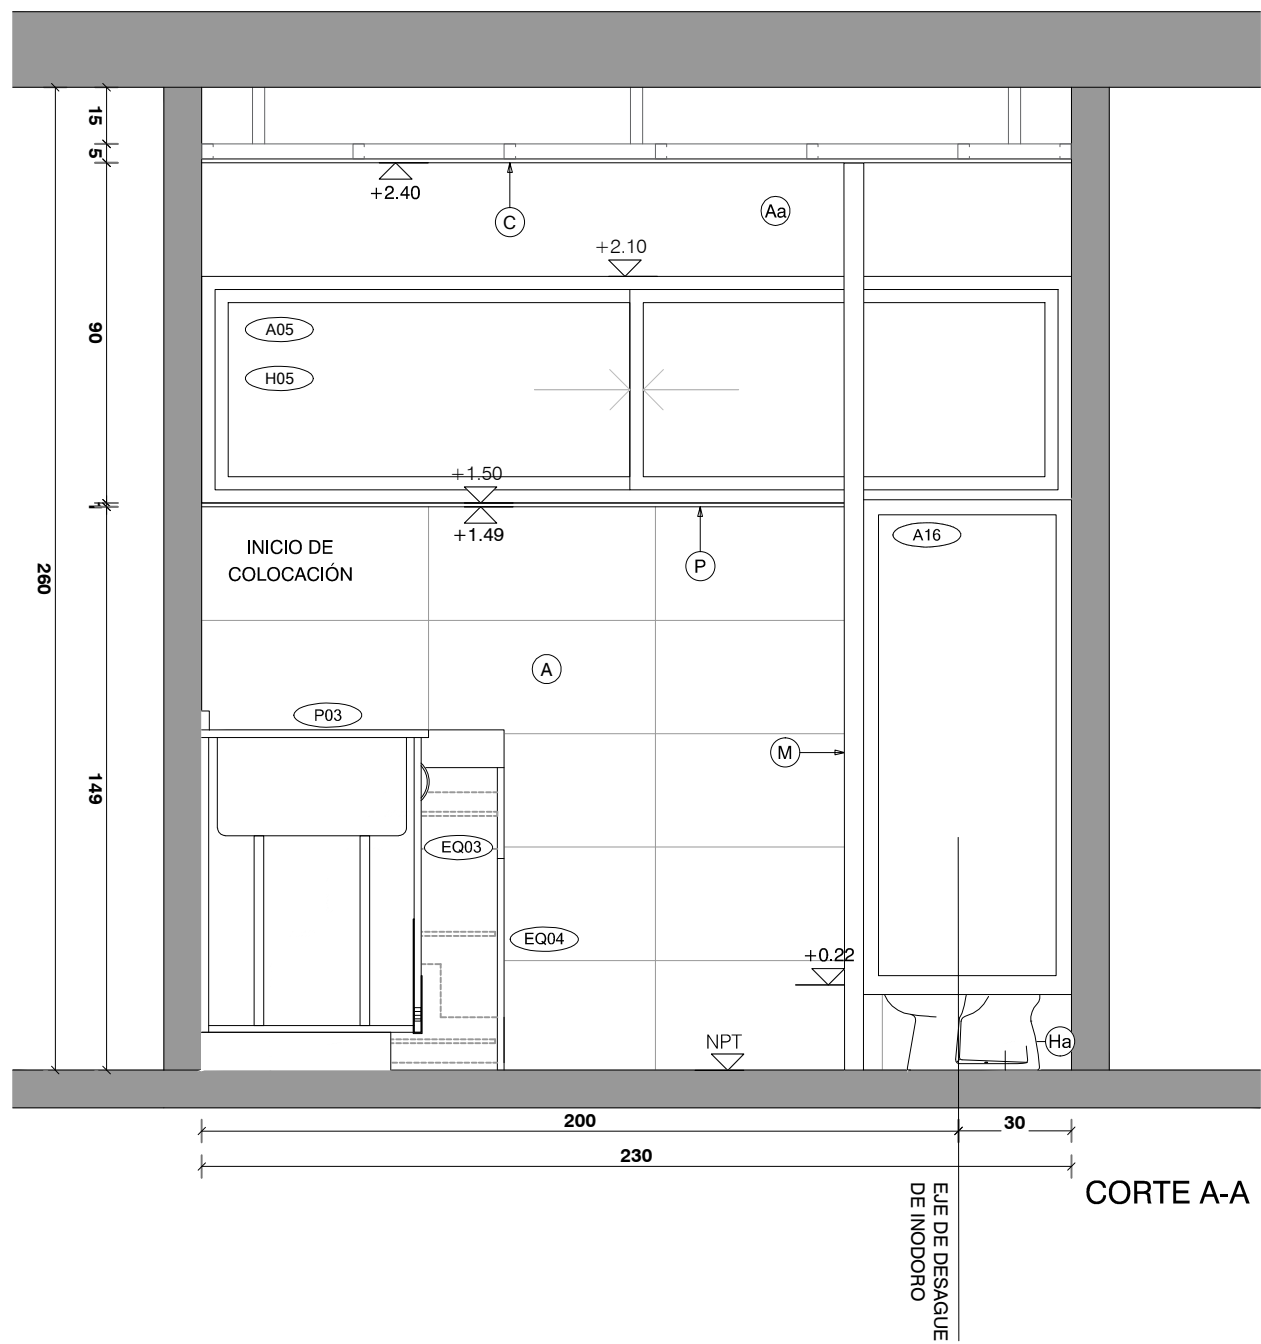 15
5
+2.40
C
Aa
+2.10
A05
H05
90
+1.50
+1.49
INICIO DE
COLOCACIÓN
P
A16
260
A
P03
M
149
EQ03
EQ04
+0.22
NPT
Ha
200
30
230
CORTE A-A
EJE DE DESAGUE
DE INODORO